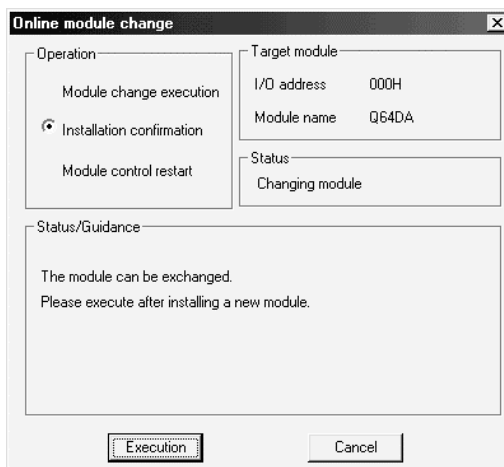 Online module change
Operation
Module change execution
Installation confirmation
Module control restart
Target module
I/O address 000H
Module name Q64DA
Status
Changing module
Status/Guidance
The module can be exchanged.
Please execute after installing a new module.
Execution Cancel